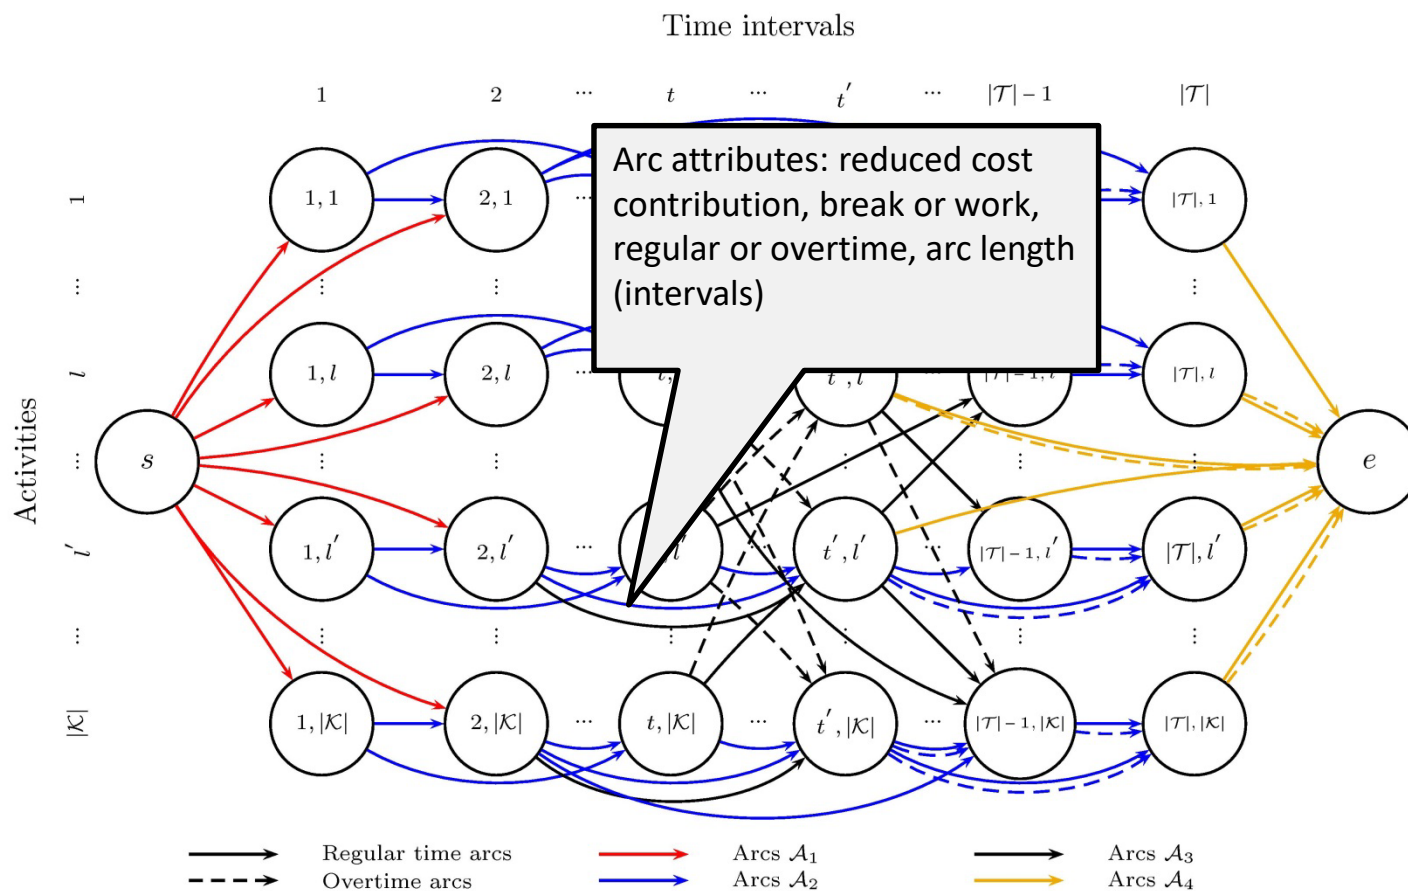 Time intervals
1 2 ... t ... t′ ... |𝒯| − 1 |𝒯|
Arc attributes: reduced cost
contribution, break or work,
regular or overtime, arc length
(intervals)
1 1, 1 2, 1 ... |𝒯|, 1
... ⋮ ⋮ ⋮
l 1, l 2, l ... t, t′, l ... |𝒯| − 1, l |𝒯|, l
Activities
... s ⋮ ⋮ ⋮ ⋮ ⋮ e
l′ 1, l′ 2, l′ ... l′ t′, l′ |𝒯| − 1, l′ |𝒯|, l′
... ⋮ ⋮ ⋮ ⋮ ⋮
|𝒦| 1, |𝒦| 2, |𝒦| ... t, |𝒦| ... t′, |𝒦| ... |𝒯| − 1, |𝒦| |𝒯|, |𝒦|
Regular time arcs Arcs 𝒜₁ Arcs 𝒜₃
Overtime arcs Arcs 𝒜₂ Arcs 𝒜₄